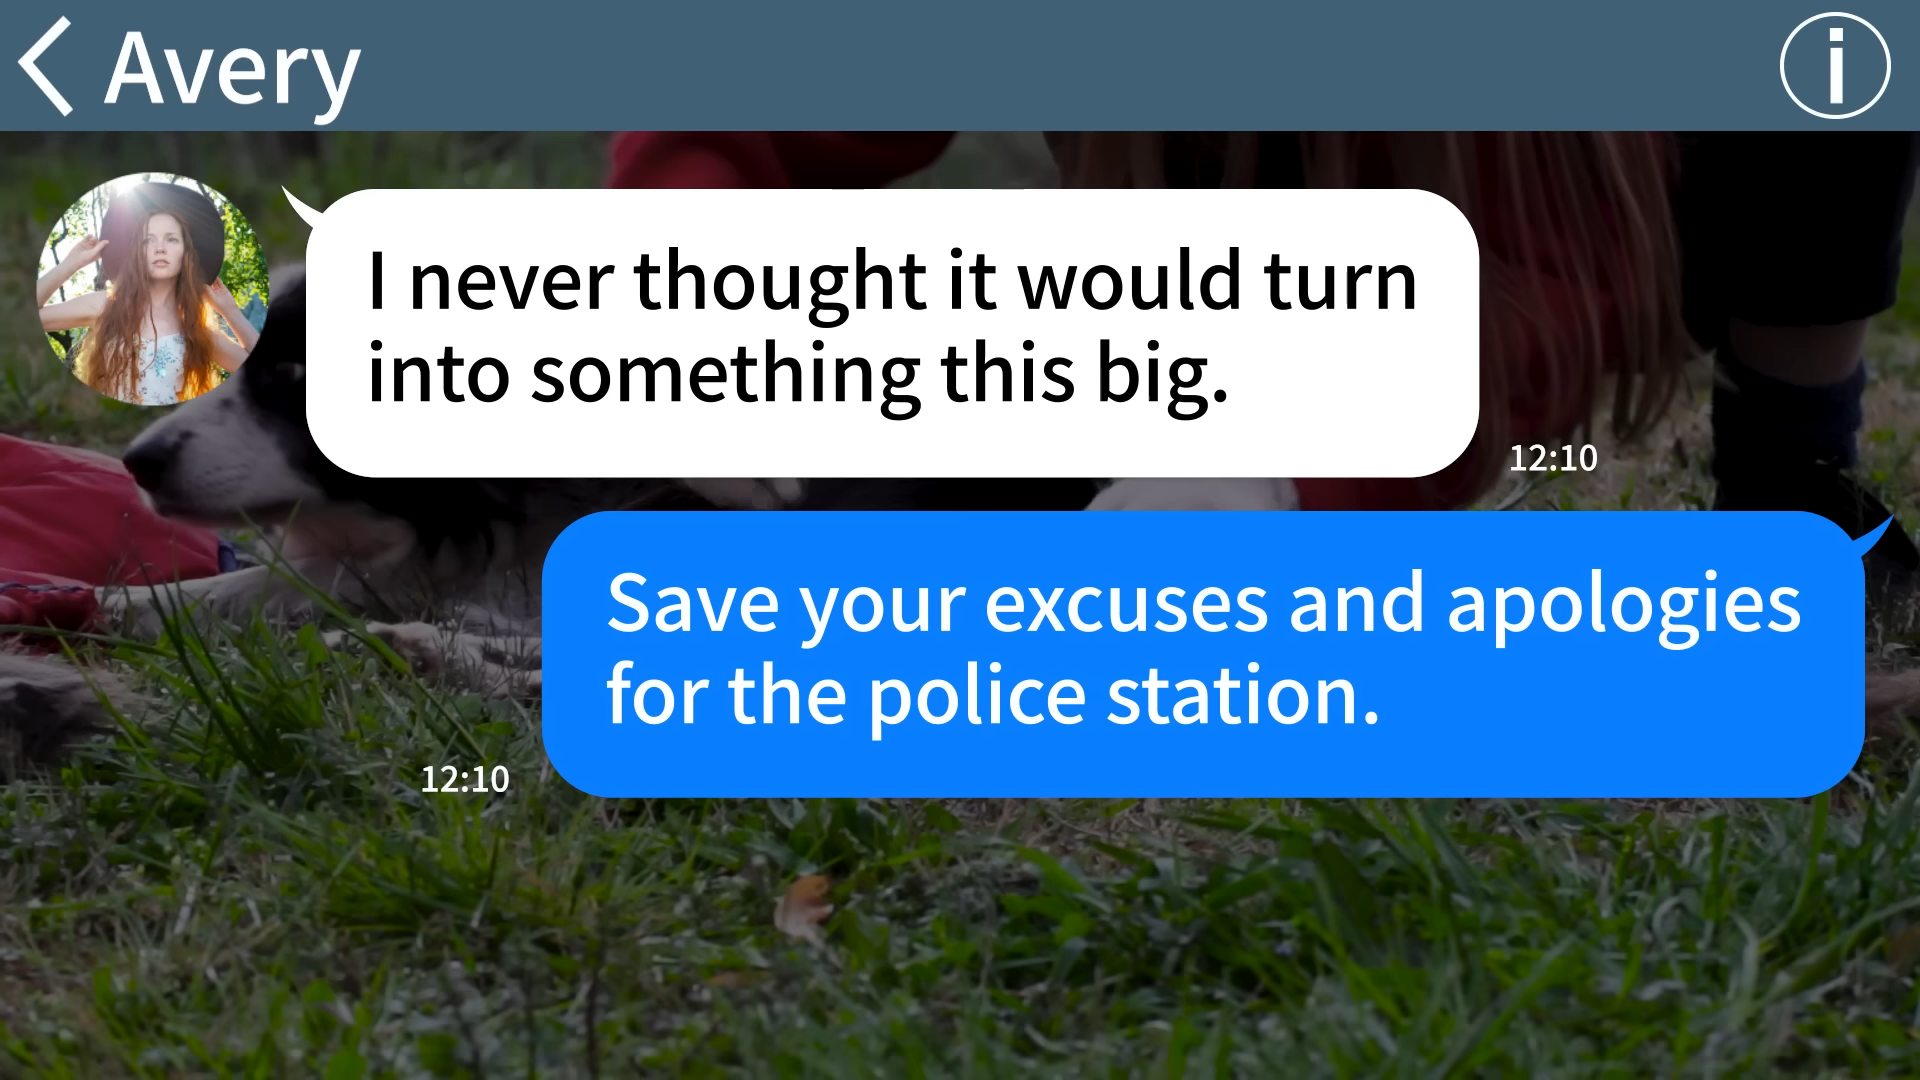 Avery
I never thought it would turn
into something this big.
12:10
Save your excuses and apologies
for the police station.
12:10